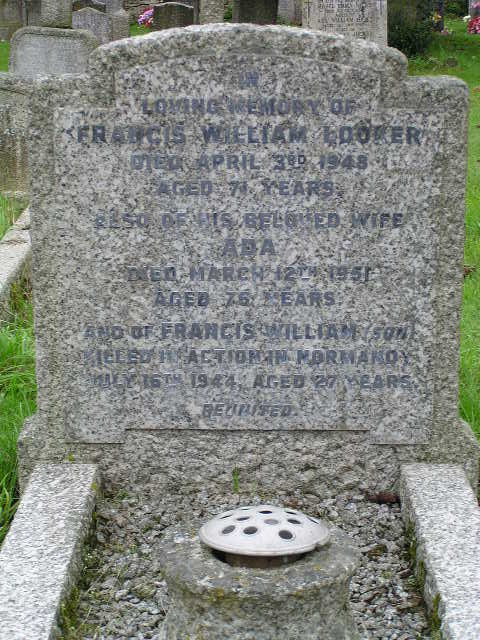 IN
LOVING MEMORY OF
FRANCIS WILLIAM LOOKER
DIED APRIL 3RD 1948
AGED 71 YEARS.
ALSO OF HIS BELOVED WIFE
ADA
DIED MARCH 12TH 1951
AGED 76 YEARS.
AND OF FRANCIS WILLIAM (SON)
KILLED IN ACTION IN NORMANDY
JULY 16TH 1944, AGED 27 YEARS.
REUNITED.